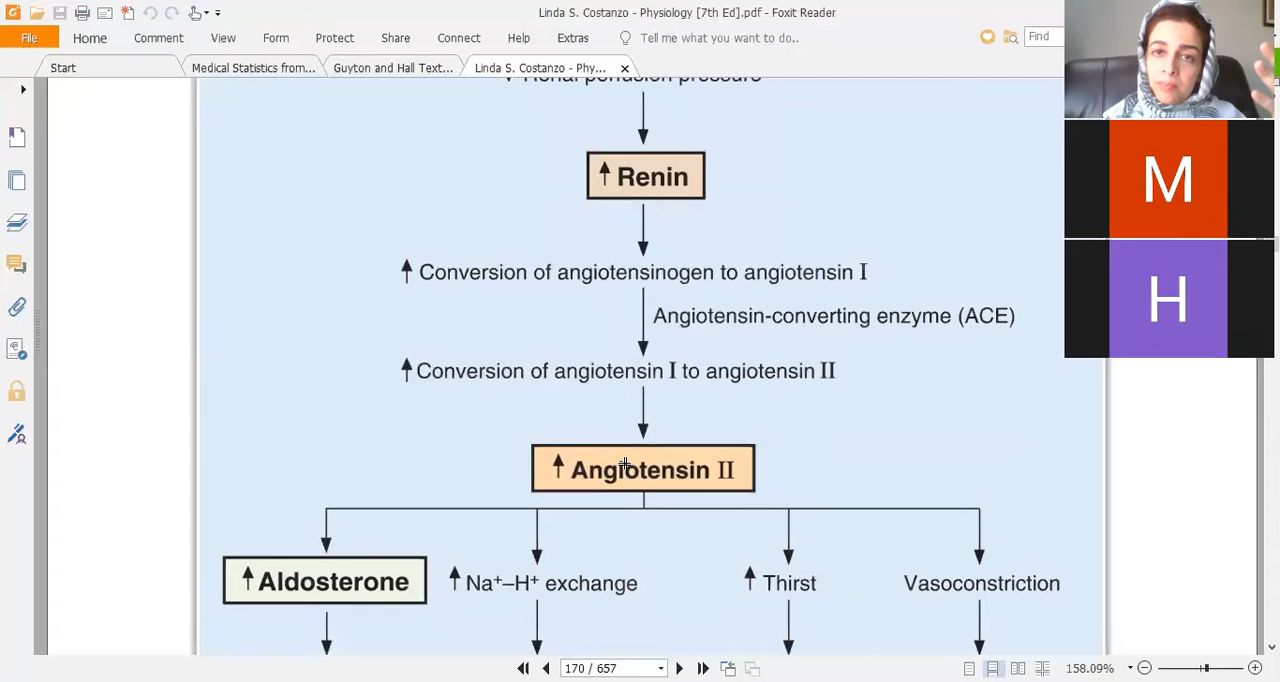 Linda S. Costanzo - Physiology [7th Ed].pdf - Foxit Reader
File Home Comment View Form Protect Share Connect Help Extras Tell me what you want to do.. Find
Start Medical Statistics from... Guyton and Hall Text... Linda S. Costanzo - Phy...
Renal perfusion pressure
Renin
Conversion of angiotensinogen to angiotensin I
Angiotensin-converting enzyme (ACE)
Conversion of angiotensin I to angiotensin II
Angiotensin II
Aldosterone
Na⁺–H⁺ exchange
Thirst
Vasoconstriction
170 / 657
158.09%
M
H